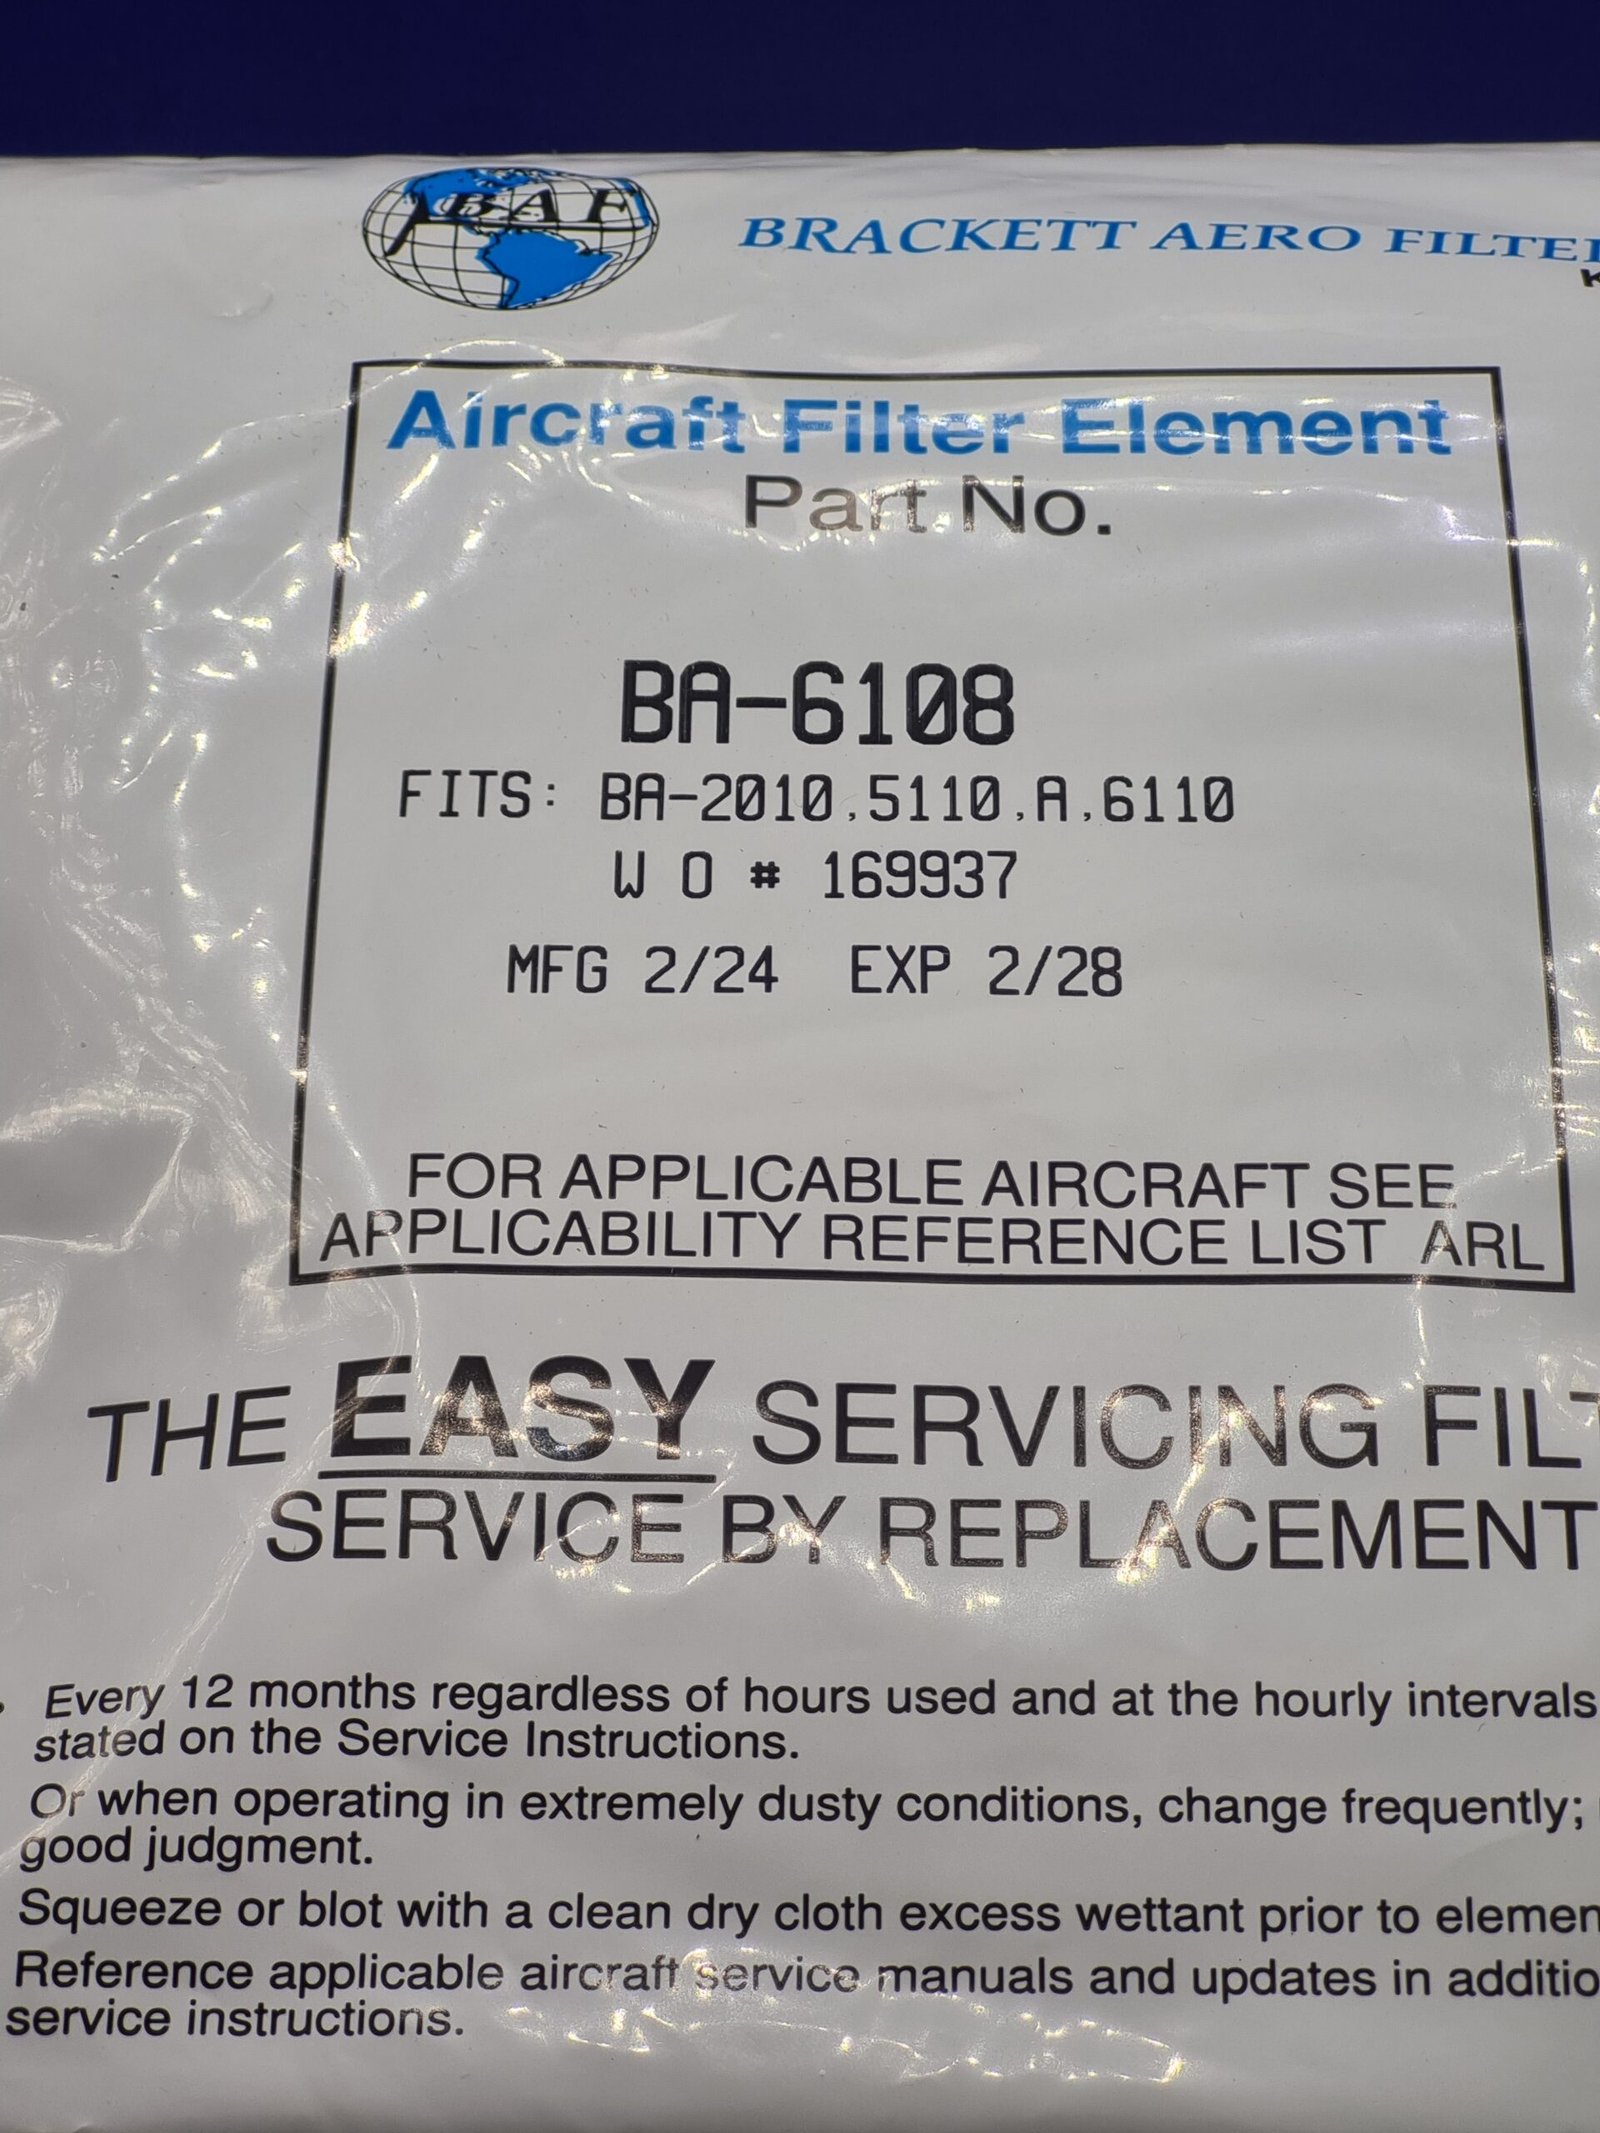 BAF
BRACKETT AERO FILTE
Aircraft Filter Element
Part No.
BA-6108
FITS: BA-2010,5110,A,6110
W O # 169937
MFG 2/24 EXP 2/28
FOR APPLICABLE AIRCRAFT SEE
APPLICABILITY REFERENCE LIST ARL
THE EASY SERVICING FILT
SERVICE BY REPLACEMENT
Every 12 months regardless of hours used and at the hourly intervals
stated on the Service Instructions.
Or when operating in extremely dusty conditions, change frequently;
good judgment.
Squeeze or blot with a clean dry cloth excess wettant prior to elemen
Reference applicable aircraft service manuals and updates in additio
service instructions.